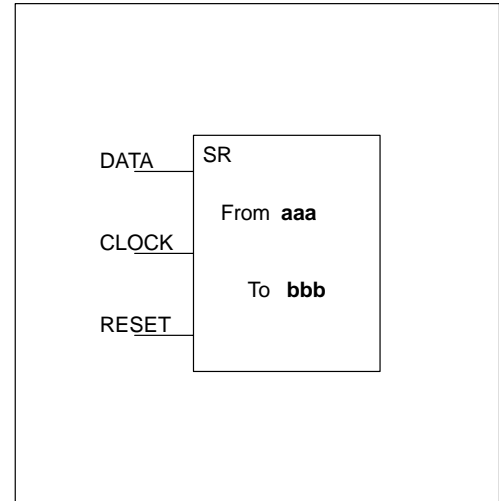 DATA
SR
From aaa
CLOCK
To bbb
RESET